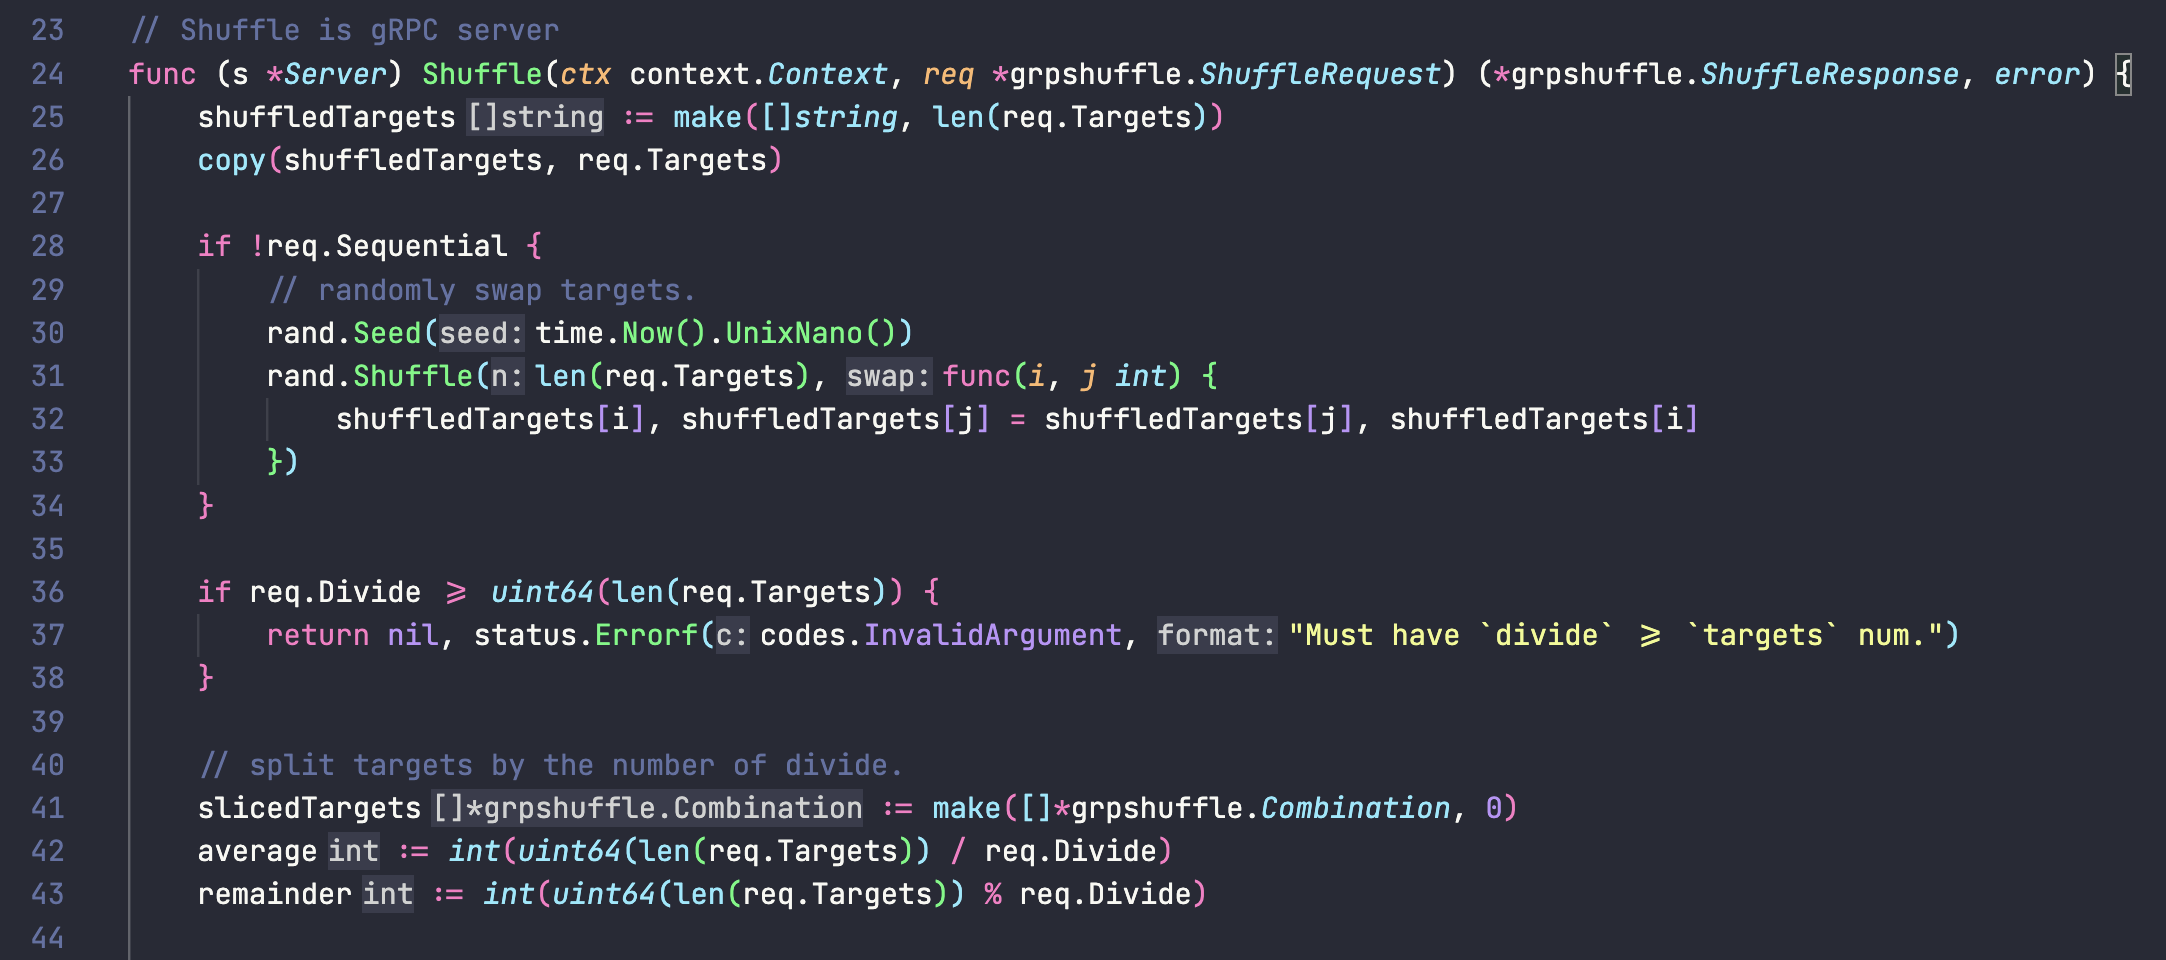 23 // Shuffle is gRPC server
24 func (s *Server) Shuffle(ctx context.Context, req *grpshuffle.ShuffleRequest) (*grpshuffle.ShuffleResponse, error) {
25 shuffledTargets []string := make([]string, len(req.Targets))
26 copy(shuffledTargets, req.Targets)
27
28 if !req.Sequential {
29 // randomly swap targets.
30 rand.Seed(seed: time.Now().UnixNano())
31 rand.Shuffle(n: len(req.Targets), swap: func(i, j int) {
32 shuffledTargets[i], shuffledTargets[j] = shuffledTargets[j], shuffledTargets[i]
33 })
34 }
35
36 if req.Divide >= uint64(len(req.Targets)) {
37 return nil, status.Errorf(c: codes.InvalidArgument, format: "Must have `divide` >= `targets` num.")
38 }
39
40 // split targets by the number of divide.
41 slicedTargets []*grpshuffle.Combination := make([]*grpshuffle.Combination, 0)
42 average int := int(uint64(len(req.Targets)) / req.Divide)
43 remainder int := int(uint64(len(req.Targets)) % req.Divide)
44